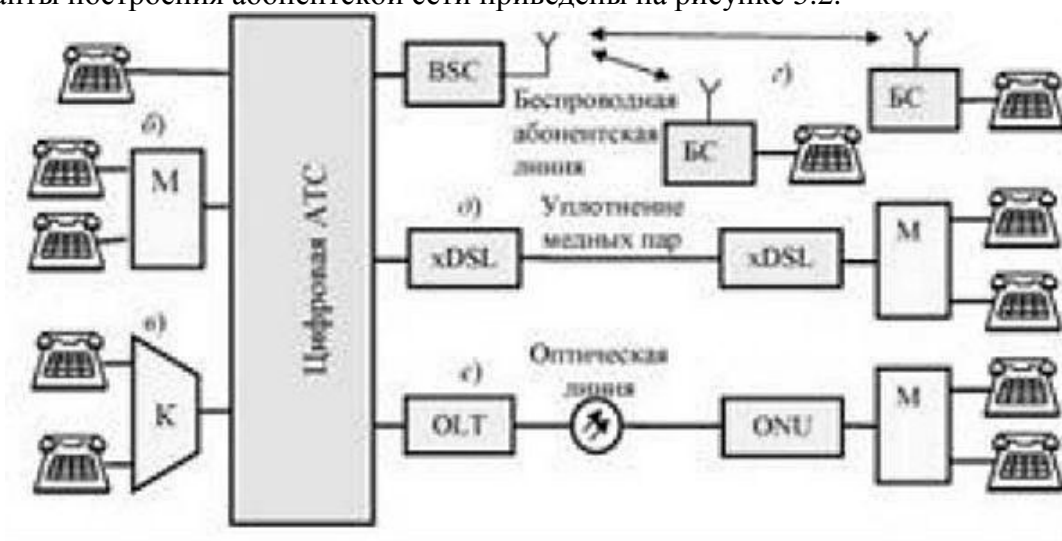 анты построения абонентской сети приведены на рисунке 3.2.
BSC
г)
Беспроводная
абонентская
линия
БС
БС
б)
М
Цифровая АТС
д)
Уплотнение
медных пар
xDSL
xDSL
М
в)
К
е)
Оптическая
линия
OLT
ONU
М